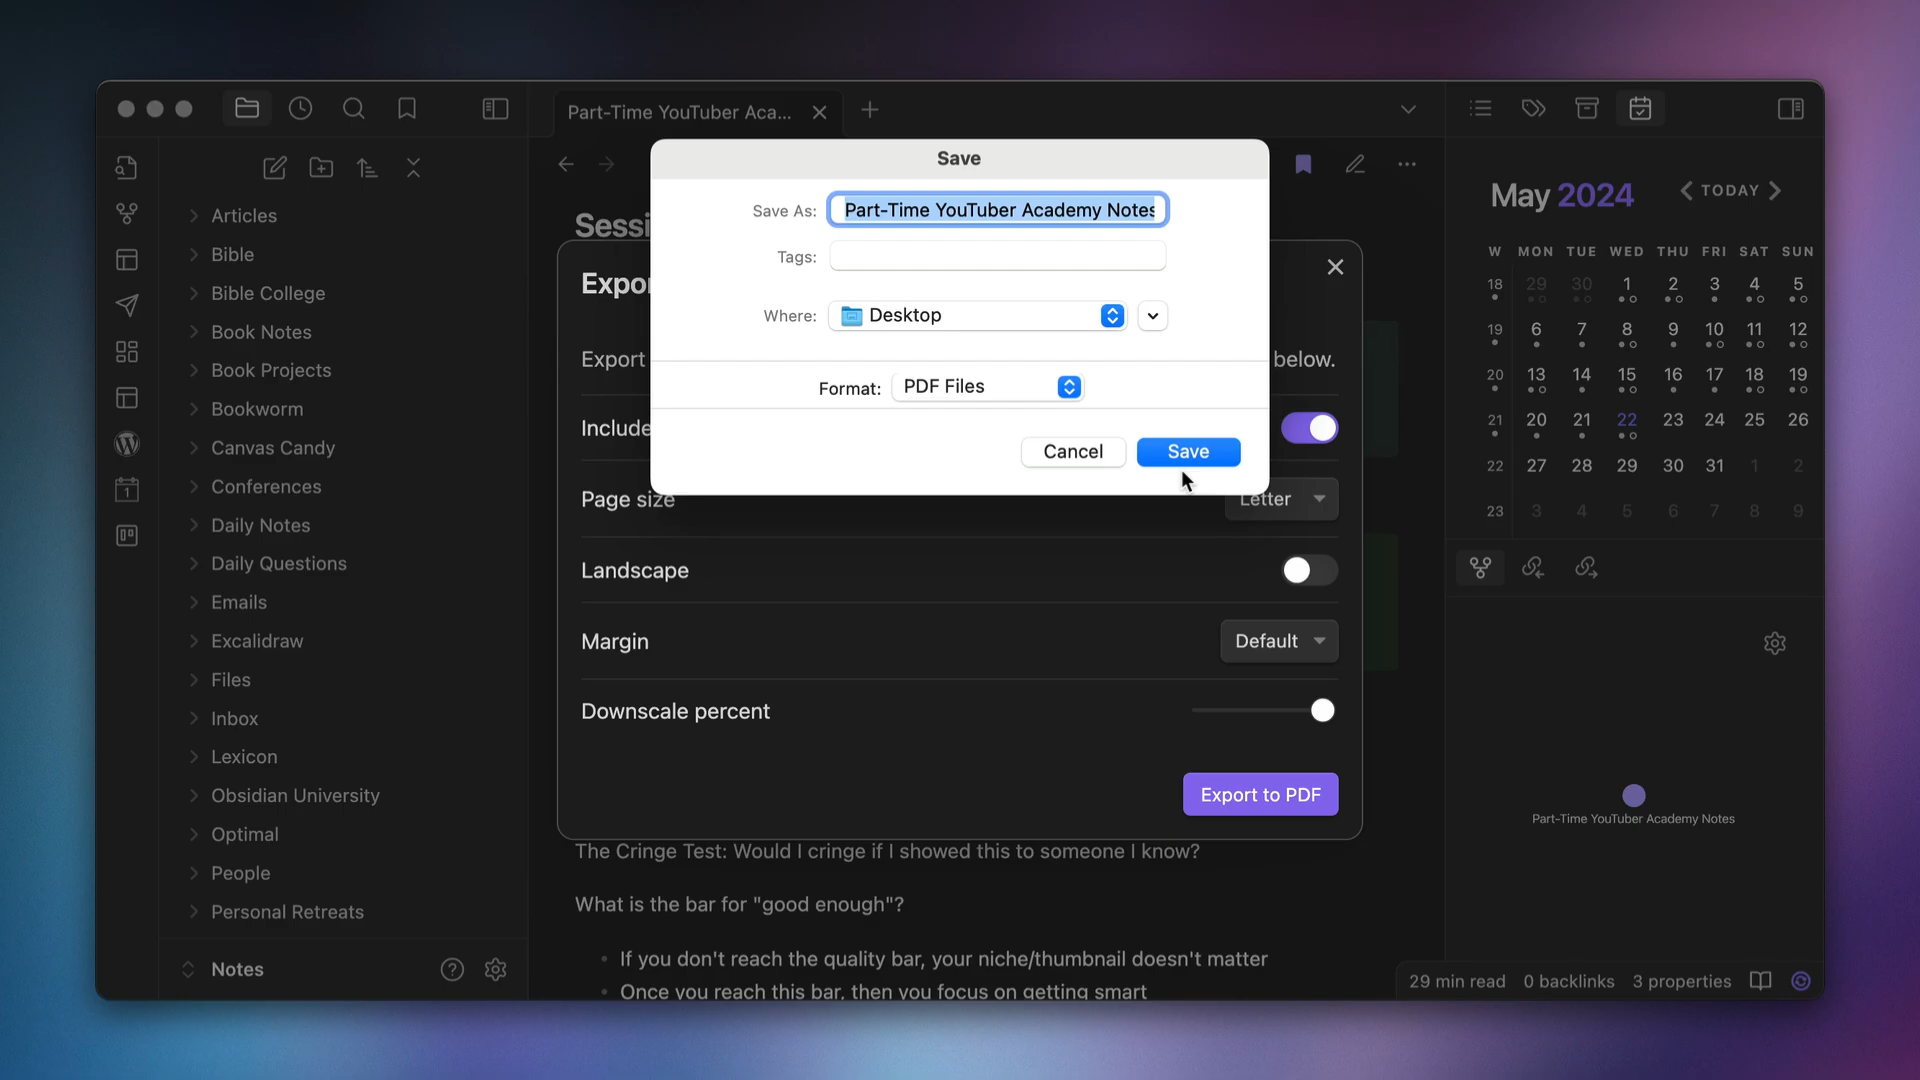 Part-Time YouTuber Aca...
Articles
Bible
Bible College
Book Notes
Book Projects
Bookworm
Canvas Candy
Conferences
Daily Notes
Daily Questions
Emails
Excalidraw
Files
Inbox
Lexicon
Obsidian University
Optimal
People
Personal Retreats
Notes
Save
Save As: Part-Time YouTuber Academy Notes
Tags:
Where: Desktop
Format: PDF Files
Cancel Save
Sessi
Expor
Export below.
Include
Page size Letter
Landscape
Margin Default
Downscale percent
Export to PDF
The Cringe Test: Would I cringe if I showed this to someone I know?
What is the bar for "good enough"?
• If you don't reach the quality bar, your niche/thumbnail doesn't matter
• Once you reach this bar, then you focus on getting smart
May 2024 TODAY
W MON TUE WED THU FRI SAT SUN
18 29 30 1 2 3 4 5
19 6 7 8 9 10 11 12
20 13 14 15 16 17 18 19
21 20 21 22 23 24 25 26
22 27 28 29 30 31 1 2
23 3 4 5 6 7 8 9
Part-Time YouTuber Academy Notes
29 min read 0 backlinks 3 properties